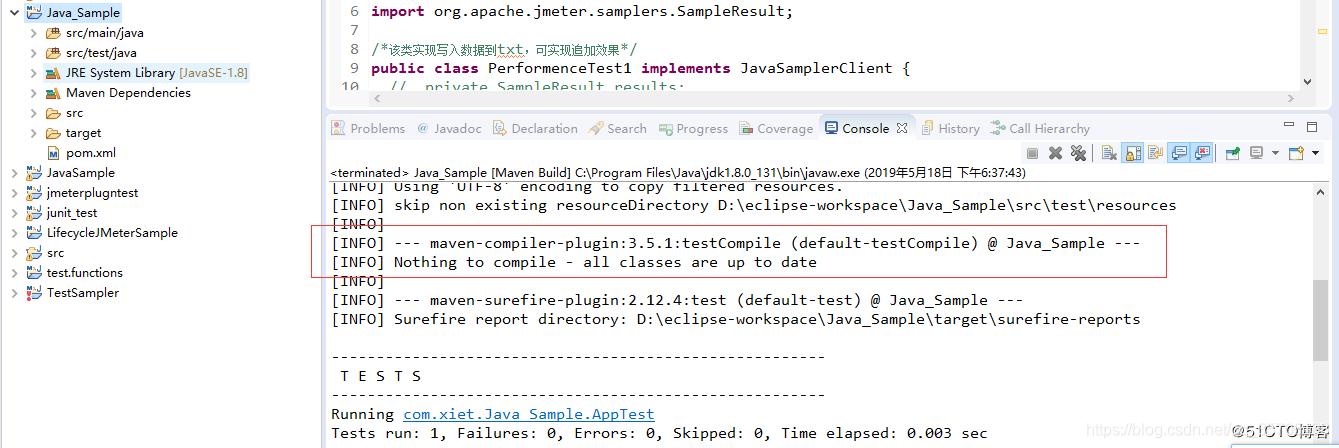 Java_Sample
src/main/java
src/test/java
JRE System Library [JavaSE-1.8]
Maven Dependencies
src
target
pom.xml
JavaSample
jmeterplugntest
junit_test
LifecycleJMeterSample
src
test.functions
TestSampler
6 import org.apache.jmeter.samplers.SampleResult;
7
8 /*该类实现写入数据到txt，可实现追加效果*/
9 public class PerformenceTest1 implements JavaSamplerClient {
10 // private SampleResult results;
Problems @ Javadoc Declaration Search Progress Coverage Console History Call Hierarchy
<terminated> Java_Sample [Maven Build] C:\Program Files\Java\jdk1.8.0_131\bin\javaw.exe (2019年5月18日 下午6:37:43)
[INFO] Using 'UTF-8' encoding to copy filtered resources.
[INFO] skip non existing resourceDirectory D:\eclipse-workspace\Java_Sample\src\test\resources
[INFO]
[INFO] --- maven-compiler-plugin:3.5.1:testCompile (default-testCompile) @ Java_Sample ---
[INFO] Nothing to compile - all classes are up to date
[INFO]
[INFO] --- maven-surefire-plugin:2.12.4:test (default-test) @ Java_Sample ---
[INFO] Surefire report directory: D:\eclipse-workspace\Java_Sample\target\surefire-reports
-------------------------------------------------------
T E S T S
-------------------------------------------------------
Running com.xiet.Java_Sample.AppTest
Tests run: 1, Failures: 0, Errors: 0, Skipped: 0, Time elapsed: 0.003 sec
https://blog.csdn.net/
@51CTO博客